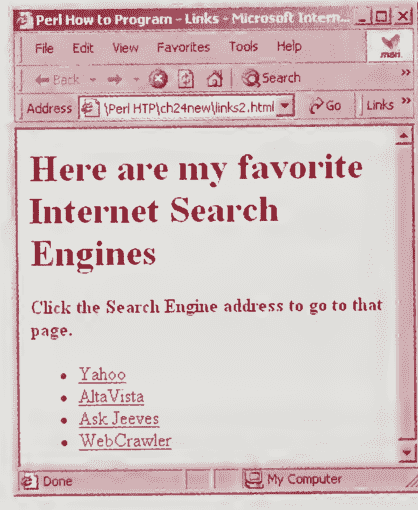 Perl How to Program - Links - Microsoft Intern...
File Edit View Favorites Tools Help
Back Search
Address \Perl HTP\ch24new\links2.html Go Links »
Here are my favorite
Internet Search
Engines
Click the Search Engine address to go to that
page.
• Yahoo
• AltaVista
• Ask Jeeves
• WebCrawler
Done My Computer